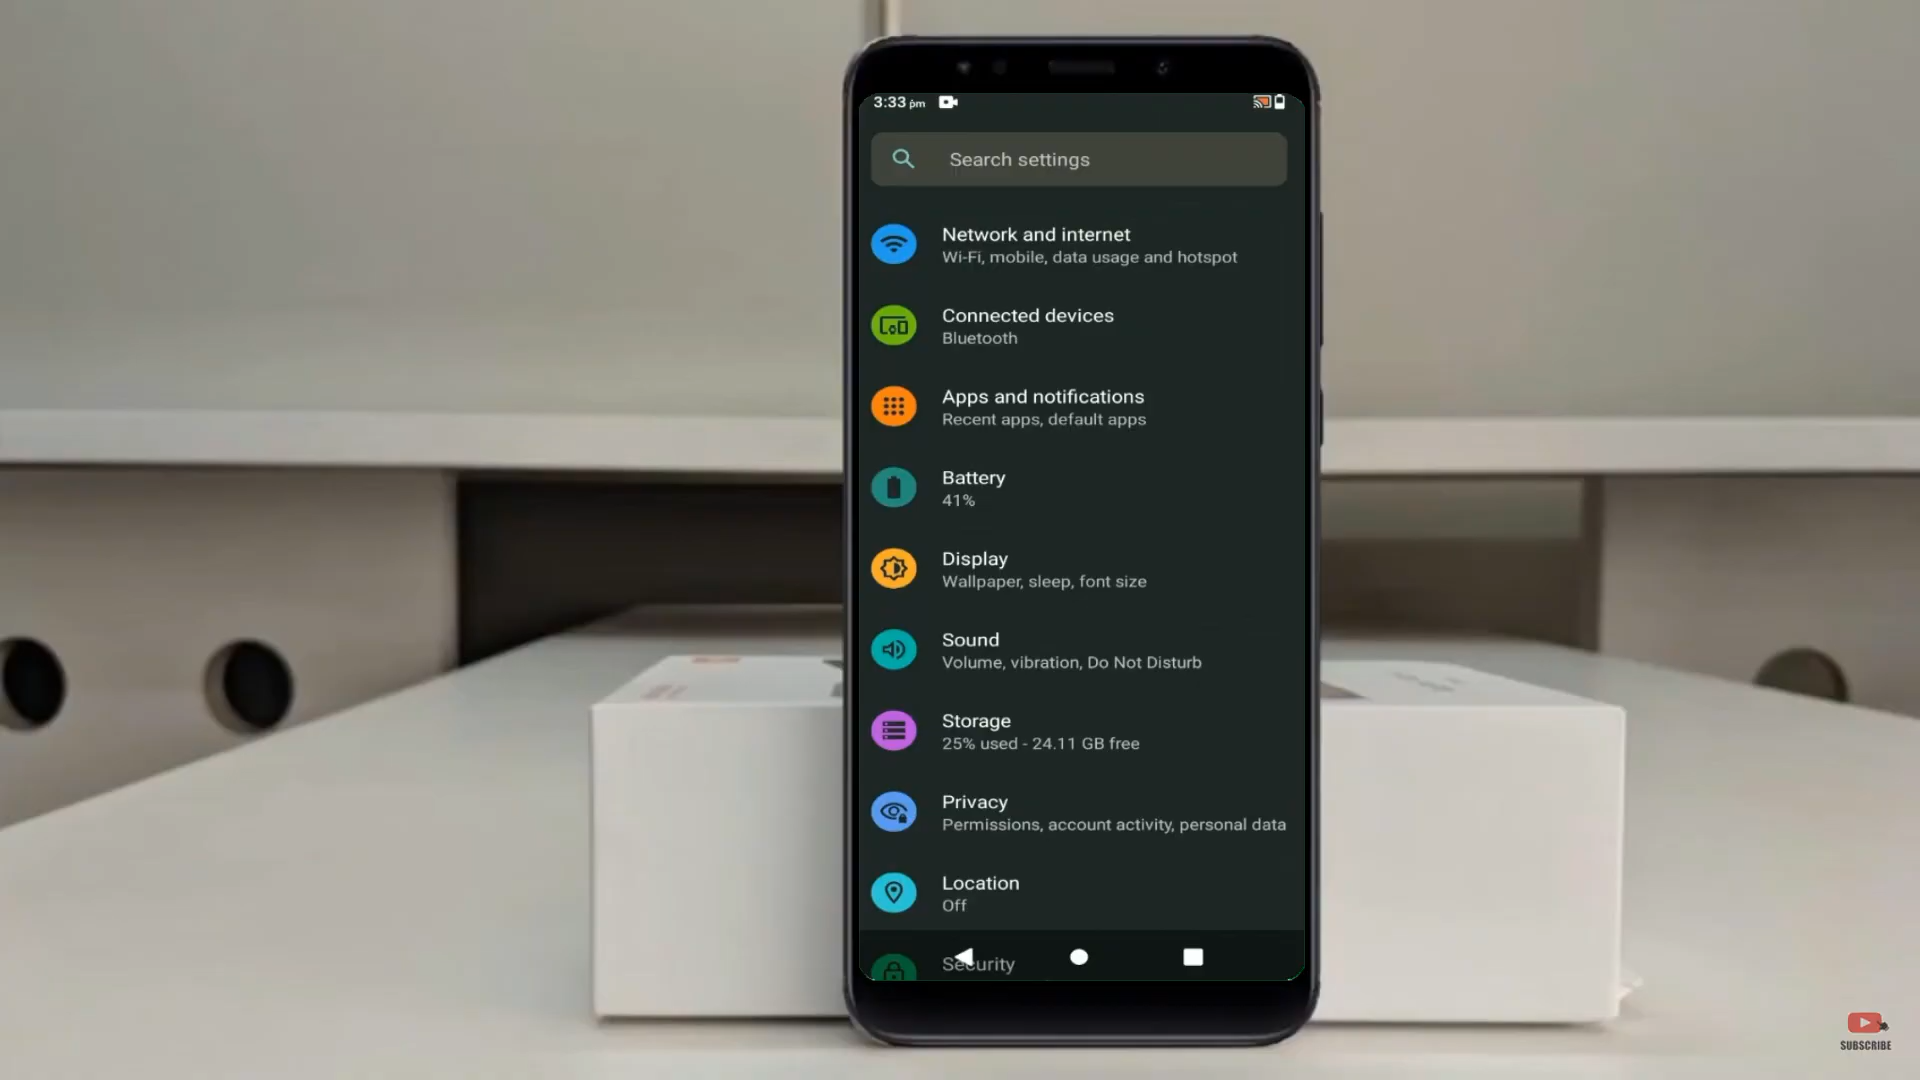 3:33 pm
Search settings
Network and internet
Wi-Fi, mobile, data usage and hotspot
Connected devices
Bluetooth
Apps and notifications
Recent apps, default apps
Battery
41%
Display
Wallpaper, sleep, font size
Sound
Volume, vibration, Do Not Disturb
Storage
25% used - 24.11 GB free
Privacy
Permissions, account activity, personal data
Location
Off
Security
SUBSCRIBE